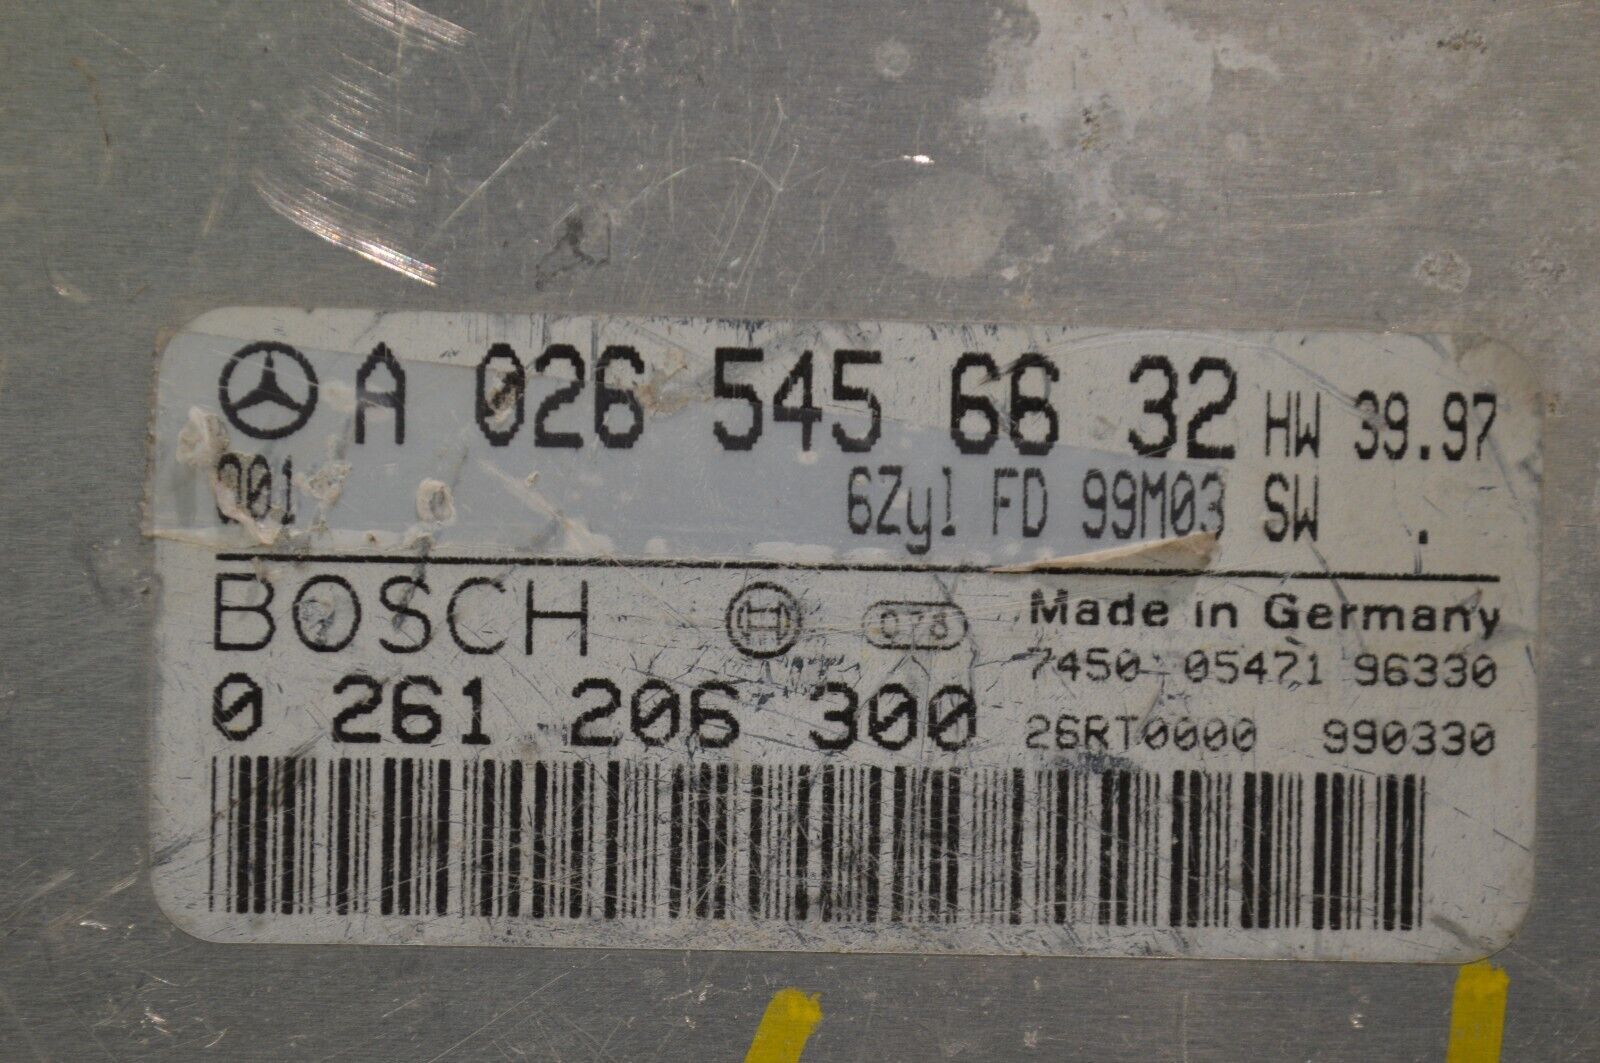 A 026 545 66 32 HW 39.97
001 6Zyl FD 99M03 SW .
BOSCH 078 Made in Germany
7450 05471 96330
0 261 206 300
26RT0000 990330